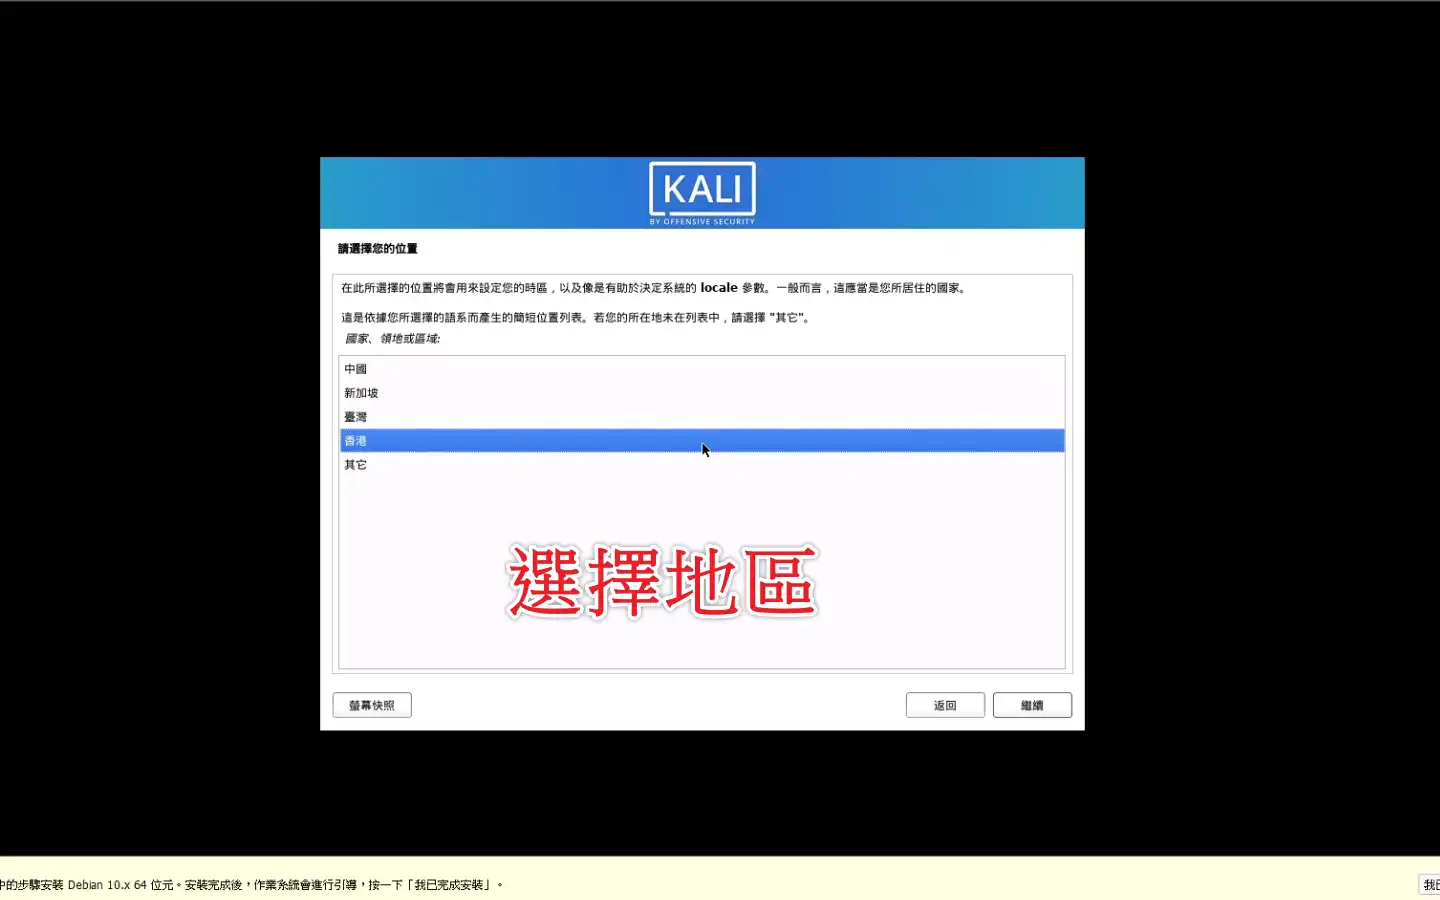 KALI
BY OFFENSIVE SECURITY
請選擇您的位置
在此所選擇的位置將會用來設定您的時區，以及像是有助於決定系統的 locale 參數。一般而言，這應當是您所居住的國家。
這是依據您所選擇的語系而產生的簡短位置列表。若您的所在地未在列表中，請選擇 "其它"。
國家、領地或區域:
中國
新加坡
臺灣
香港
其它
選擇地區
螢幕快照
返回
繼續
中的步驟安裝 Debian 10.x 64 位元。安裝完成後，作業系統會進行引導，按一下「我已完成安裝」。
我已